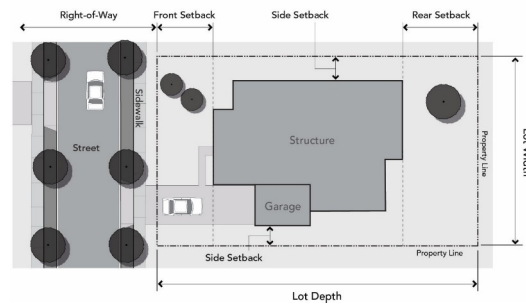 Right-of-Way
Front Setback
Side Setback
Rear Setback
Sidewalk
Street
Structure
Property Line
Garage
Side Setback
Property Line
Lot Depth